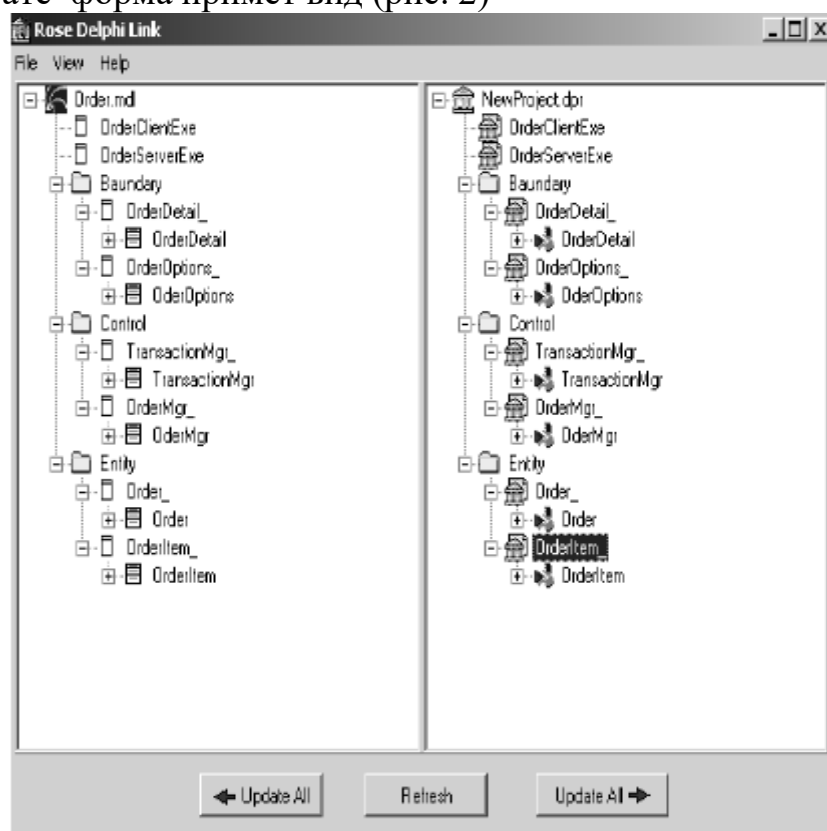 форма примет вид (рис. 2)
Rose Delphi Link
File View Help
Order.mdl
OrderClientExe
OrderServerExe
Baundary
OrderDetail_
OrderDetail
OrderOptions_
OderOptions
Control
TransactionMgr_
TransactionMgr
OrderMgr_
OderMgr
Entity
Order_
Order
OrderItem_
OrderItem
NewProject.dpr
OrderClientExe
OrderServerExe
Baundary
OrderDetail_
OrderDetail
OrderOptions_
OderOptions
Control
TransactionMgr_
TransactionMgr
OrderMgr_
OderMgr
Entity
Order_
Order
OrderItem_
OrderItem
Update All
Refresh
Update All